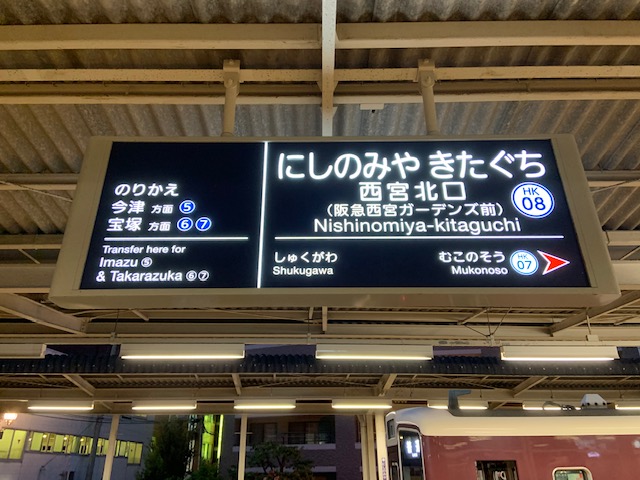 のりかえ
今津 方面 ⑤
宝塚 方面 ⑥ ⑦
Transfer here for
Imazu ⑤
& Takarazuka ⑥ ⑦
にしのみや きたぐち
西宮北口
(阪急西宮ガーデンズ前)
Nishinomiya-kitaguchi
HK
08
しゅくがわ
Shukugawa
むこのそう
Mukonoso
HK
07